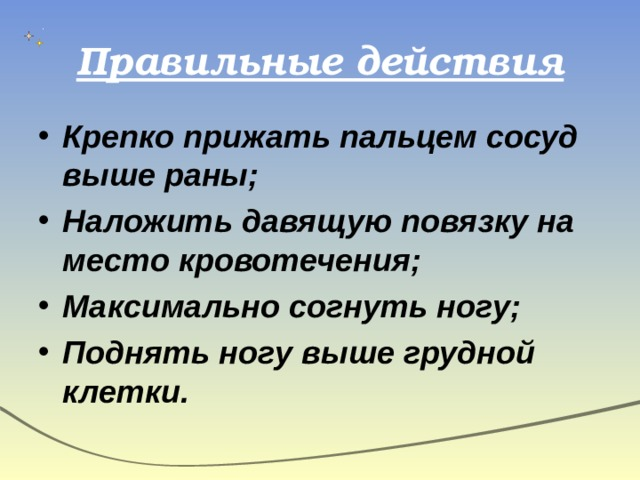 Правильные действия
• Крепко прижать пальцем сосуд
выше раны;
• Наложить давящую повязку на
место кровотечения;
• Максимально согнуть ногу;
• Поднять ногу выше грудной
клетки.